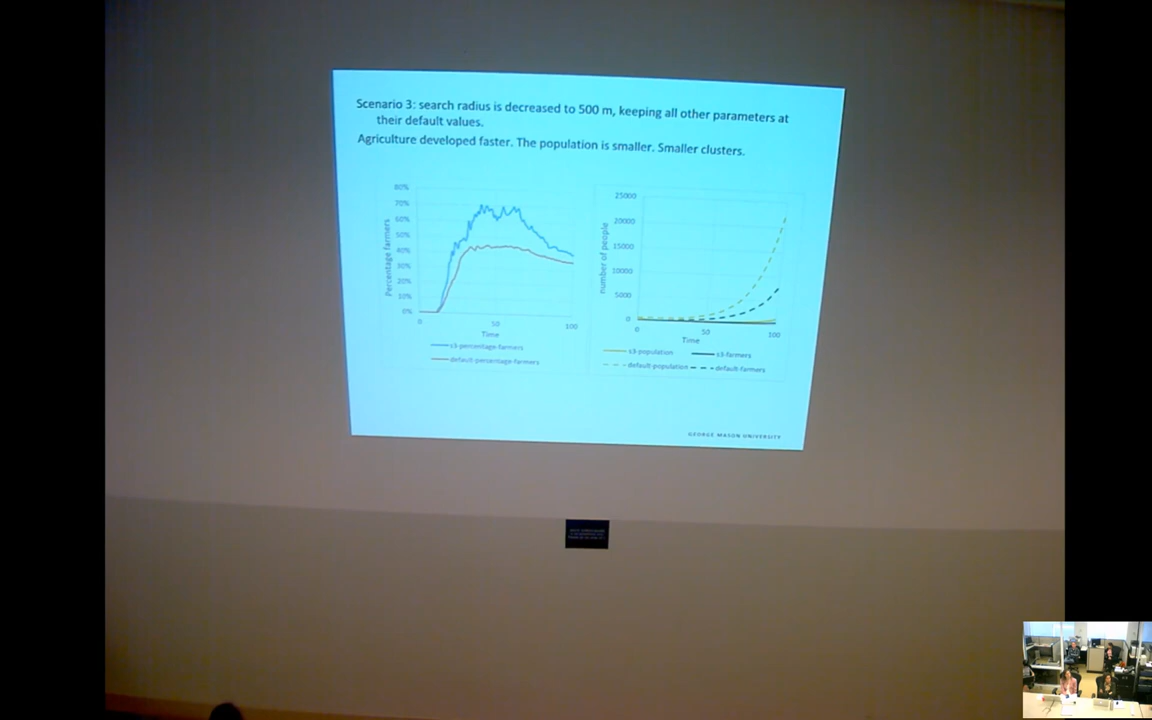 Scenario 3: search radius is decreased to 500 m, keeping all other parameters at
their default values.
Agriculture developed faster. The population is smaller. Smaller clusters.
80%
70%
60%
50%
40%
30%
20%
10%
0%
Percentage farmers
0
50
100
Time
s3-percentage-farmers
default-percentage-farmers
25000
20000
15000
10000
5000
0
number of people
0
50
100
Time
s3-population
s3-farmers
default-population
default-farmers
GEORGE MASON UNIVERSITY